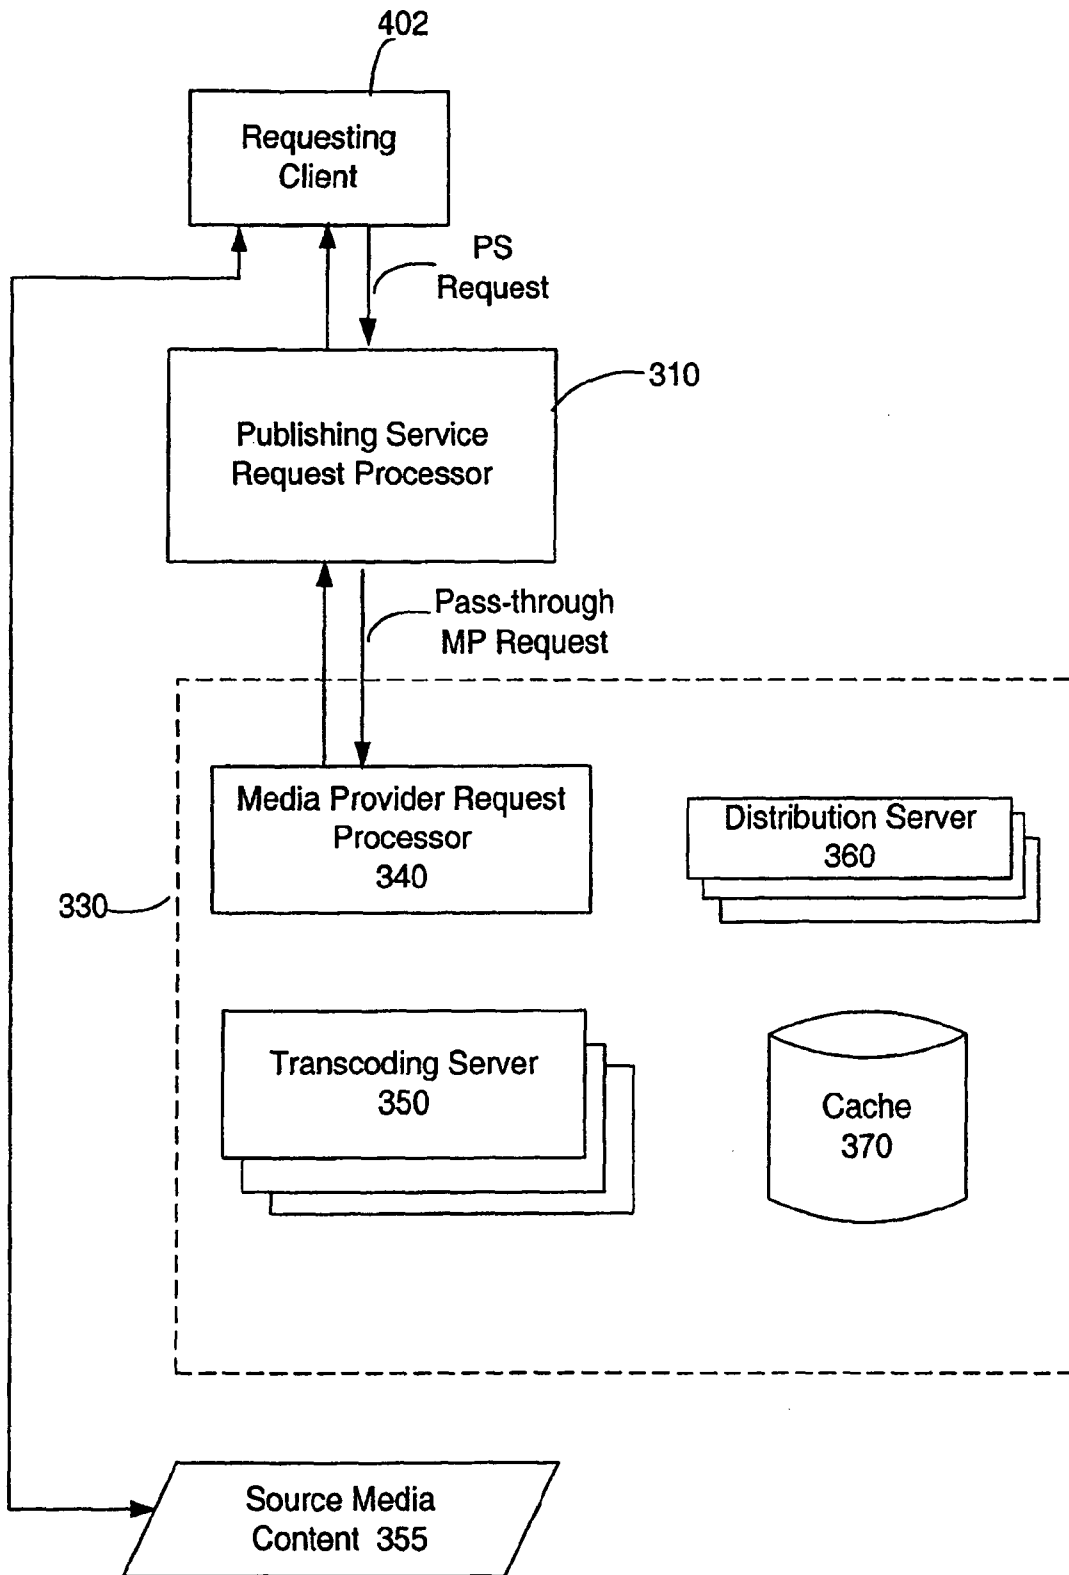 402
Requesting
Client
PS
Request
310
Publishing Service
Request Processor
Pass-through
MP Request
Media Provider Request
Processor
340
Distribution Server
360
330
Transcoding Server
350
Cache
370
Source Media
Content 355